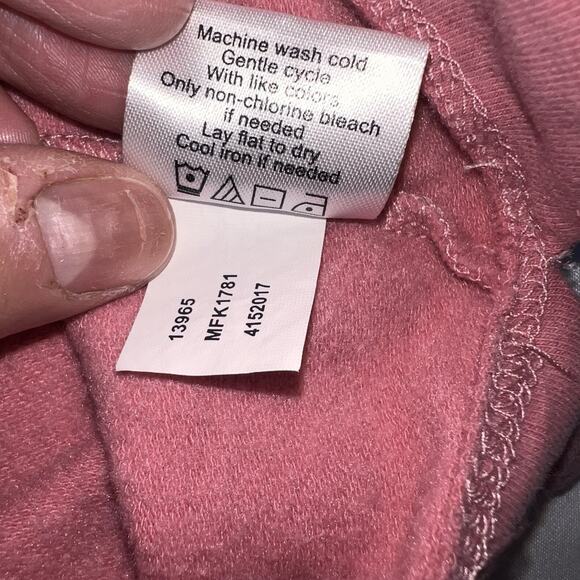 Machine wash cold
Gentle cycle
With like colors
Only non-chlorine bleach
if needed
Lay flat to dry
Cool iron if needed
13965
MFK1781
4152017